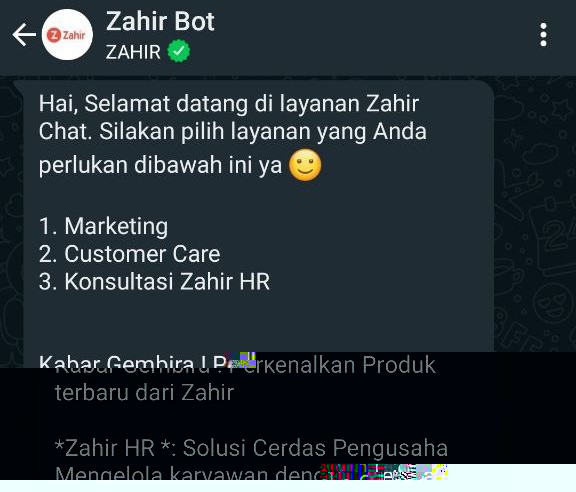 Zahir Bot
Zahir
ZAHIR
Hai, Selamat datang di layanan Zahir
Chat. Silakan pilih layanan yang Anda
perlukan dibawah ini ya
1. Marketing
2. Customer Care
3. Konsultasi Zahir HR
Kabar Gembira ! Perkenalkan Produk
terbaru dari Zahir
*Zahir HR *: Solusi Cerdas Pengusaha
Mengelola karyawan